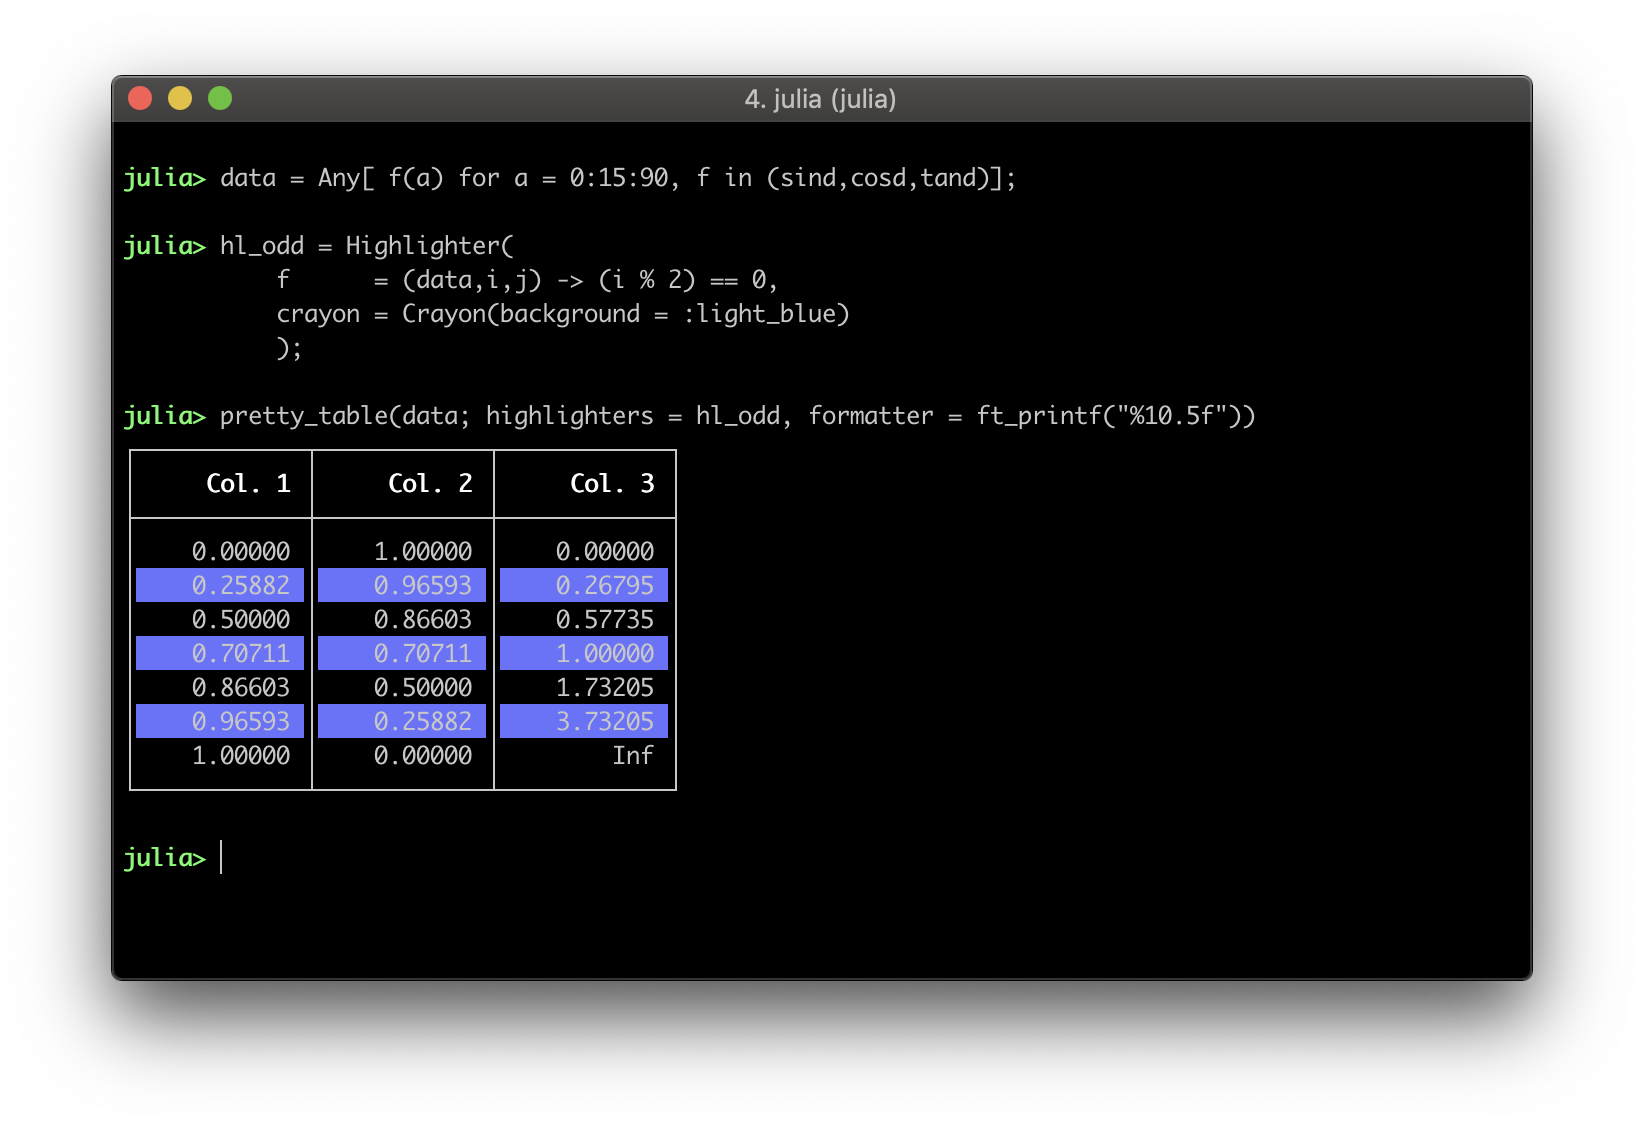 4. julia (julia)
julia> data = Any[ f(a) for a = 0:15:90, f in (sind,cosd,tand)];
julia> hl_odd = Highlighter(
           f      = (data,i,j) -> (i % 2) == 0,
           crayon = Crayon(background = :light_blue)
           );
julia> pretty_table(data; highlighters = hl_odd, formatter = ft_printf("%10.5f"))
Col. 1 Col. 2 Col. 3
0.00000 1.00000 0.00000
0.25882 0.96593 0.26795
0.50000 0.86603 0.57735
0.70711 0.70711 1.00000
0.86603 0.50000 1.73205
0.96593 0.25882 3.73205
1.00000 0.00000 Inf
julia>